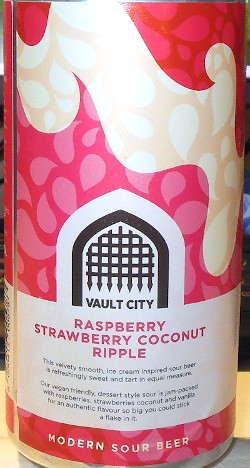 VAULT CITY
RASPBERRY
STRAWBERRY COCONUT
RIPPLE
This velvety smooth, ice cream inspired sour beer
is refreshingly sweet and tart in equal measure.
Our vegan friendly, dessert style sour is jam-packed
with raspberries, strawberries coconut and vanilla
for an authentic flavour so big you could stick
a flake in it.
MODERN SOUR BEER